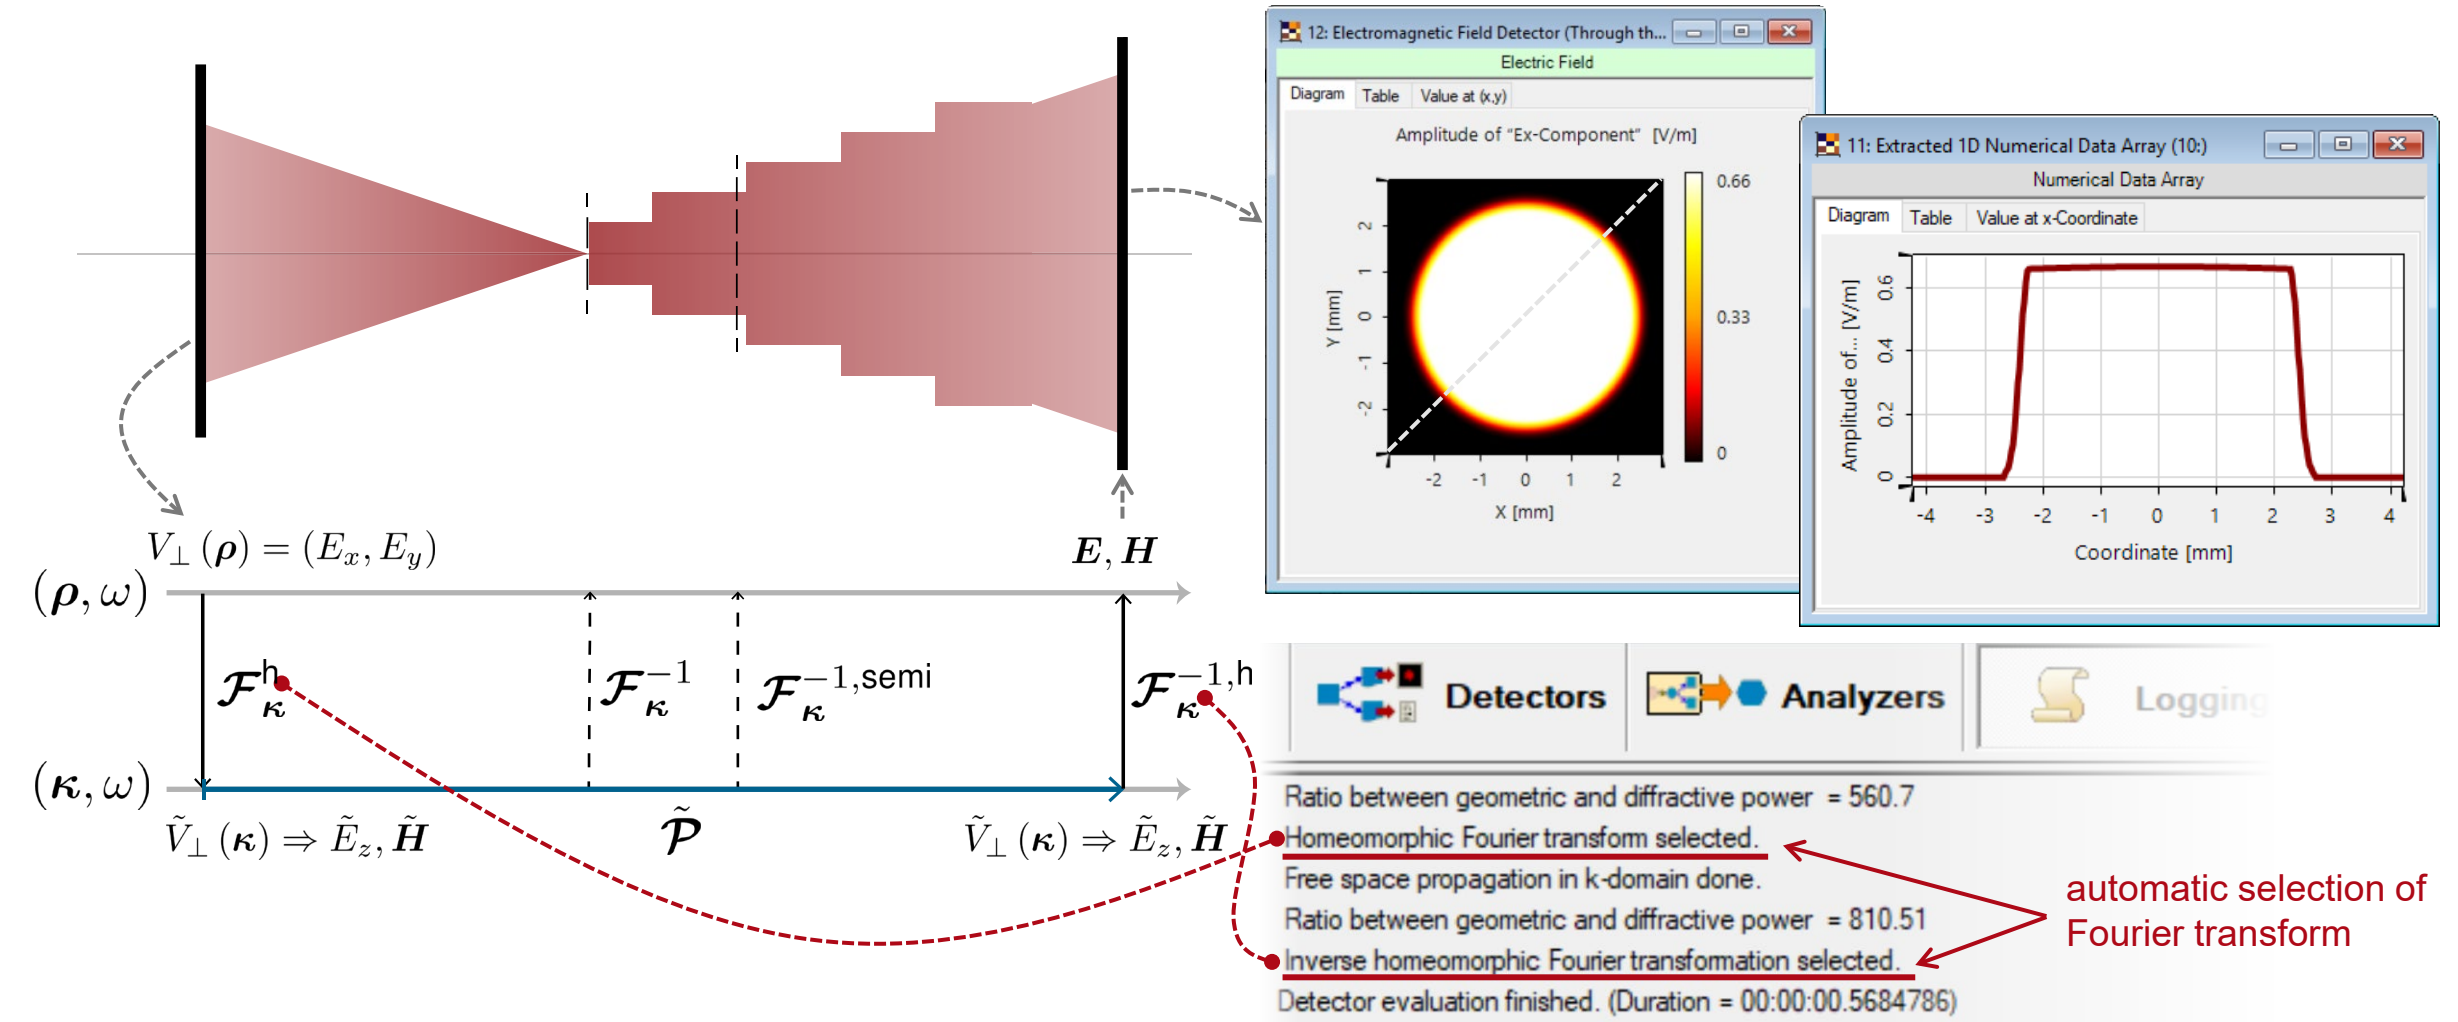 12: Electromagnetic Field Detector (Through th...
Electric Field
Diagram Table Value at (x,y)
Amplitude of "Ex-Component" [V/m]
0.66
0.33
0
Y [mm]
2
1
0
-1
-2
-2 -1 0 1 2
X [mm]
11: Extracted 1D Numerical Data Array (10:)
Numerical Data Array
Diagram Table Value at x-Coordinate
Amplitude of... [V/m]
0.6
0.4
0.2
0
-4 -3 -2 -1 0 1 2 3 4
Coordinate [mm]
V⊥ (ρ) = (Ex, Ey)
E, H
(ρ, ω)
ℱκ^h
ℱκ^−1
ℱκ^−1,semi
ℱκ^−1,h
(κ, ω)
Ṽ⊥ (κ) ⇒ Ẽz, H̃
𝒫̃
Ṽ⊥ (κ) ⇒ Ẽz, H̃
Detectors
Analyzers
Logging
Ratio between geometric and diffractive power = 560.7
Homeomorphic Fourier transform selected.
Free space propagation in k-domain done.
Ratio between geometric and diffractive power = 810.51
Inverse homeomorphic Fourier transformation selected.
Detector evaluation finished. (Duration = 00:00:00.5684786)
automatic selection of
Fourier transform